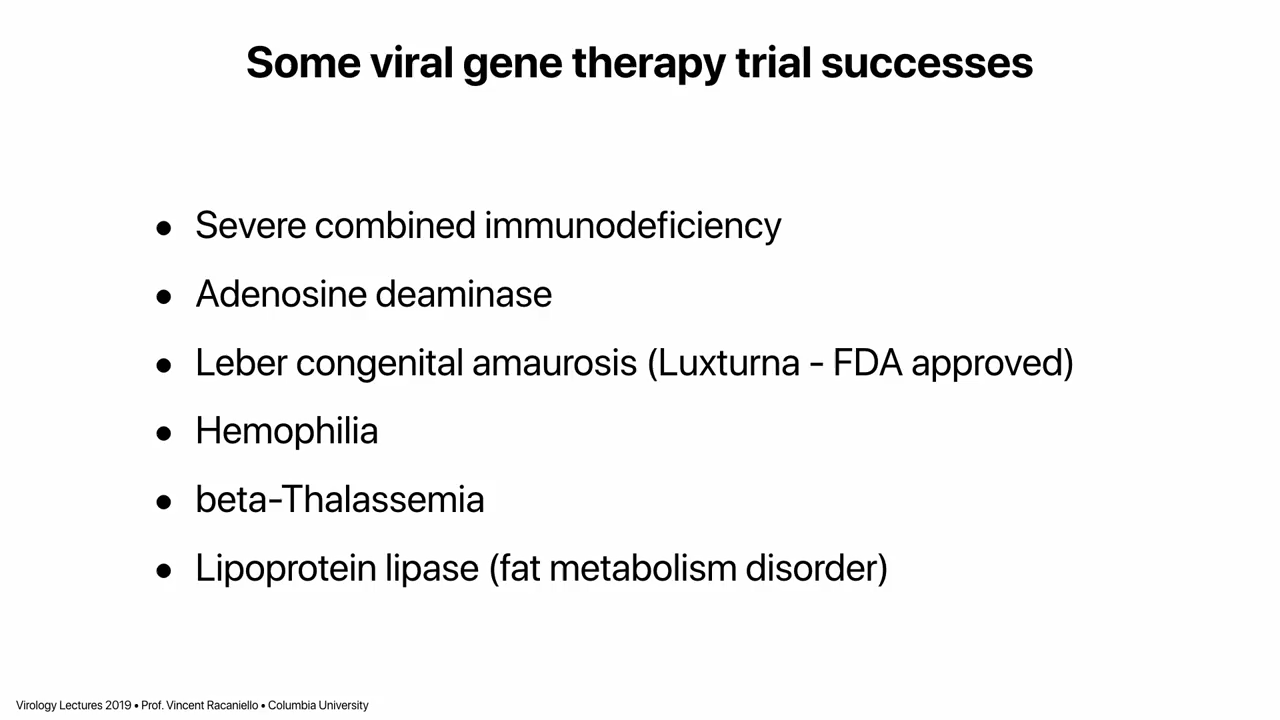 Some viral gene therapy trial successes
• Severe combined immunodeficiency
• Adenosine deaminase
• Leber congenital amaurosis (Luxturna - FDA approved)
• Hemophilia
• beta-Thalassemia
• Lipoprotein lipase (fat metabolism disorder)
Virology Lectures 2019 • Prof. Vincent Racaniello • Columbia University